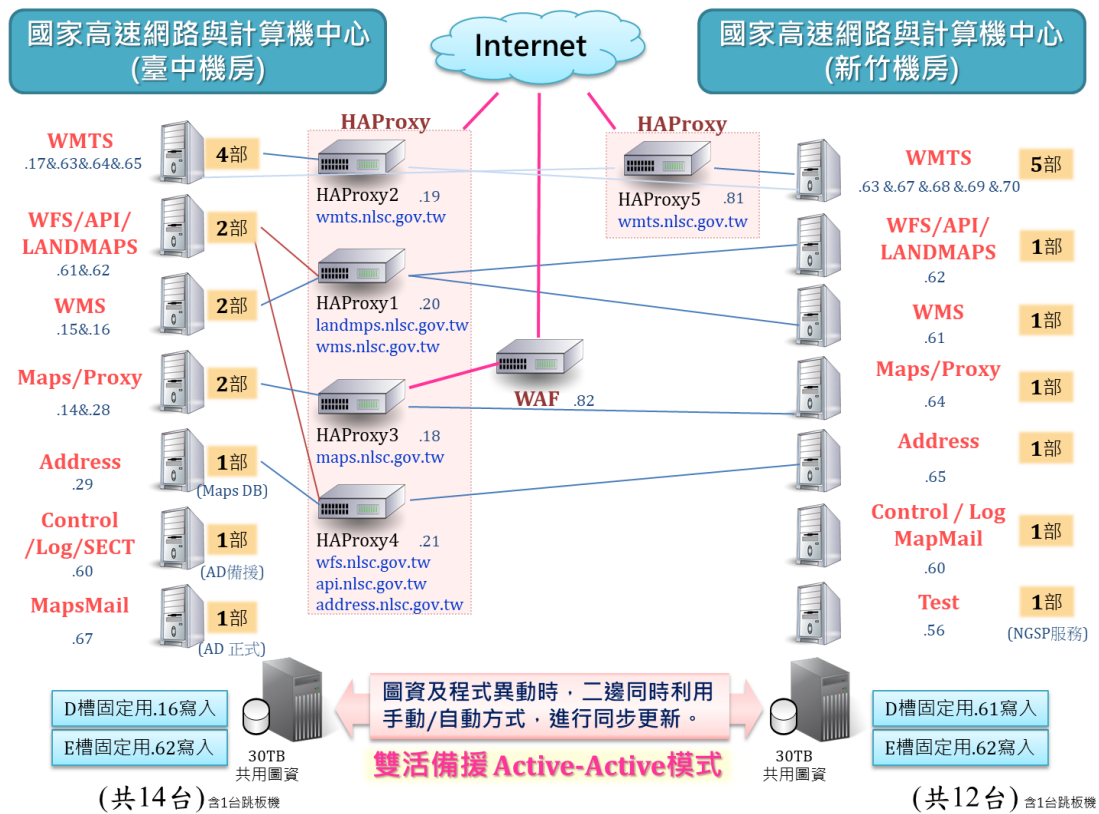 國家高速網路與計算機中心
(臺中機房)
Internet
國家高速網路與計算機中心
(新竹機房)
WMTS
.17&.63&.64&.65
4部
WFS/API/
LANDMAPS
.61&.62
2部
WMS
.15&.16
2部
Maps/Proxy
.14&.28
2部
Address
.29
1部
(Maps DB)
Control
/Log/SECT
.60
1部
(AD備援)
MapsMail
.67
1部
(AD 正式)
HAProxy
HAProxy2 .19
wmts.nlsc.gov.tw
HAProxy1 .20
landmps.nlsc.gov.tw
wms.nlsc.gov.tw
HAProxy3 .18
maps.nlsc.gov.tw
HAProxy4 .21
wfs.nlsc.gov.tw
api.nlsc.gov.tw
address.nlsc.gov.tw
WAF .82
HAProxy
HAProxy5 .81
wmts.nlsc.gov.tw
WMTS
.63 &.67 &.68 &.69 &.70
5部
WFS/API/
LANDMAPS
.62
1部
WMS
.61
1部
Maps/Proxy
.64
1部
Address
.65
1部
Control / Log
MapMail
.60
1部
Test
.56
1部
(NGSP服務)
D槽固定用.16寫入
E槽固定用.62寫入
30TB
共用圖資
(共14台)含1台跳板機
圖資及程式異動時，二邊同時利用
手動/自動方式，進行同步更新。
雙活備援 Active-Active模式
30TB
共用圖資
D槽固定用.61寫入
E槽固定用.62寫入
(共12台)含1台跳板機